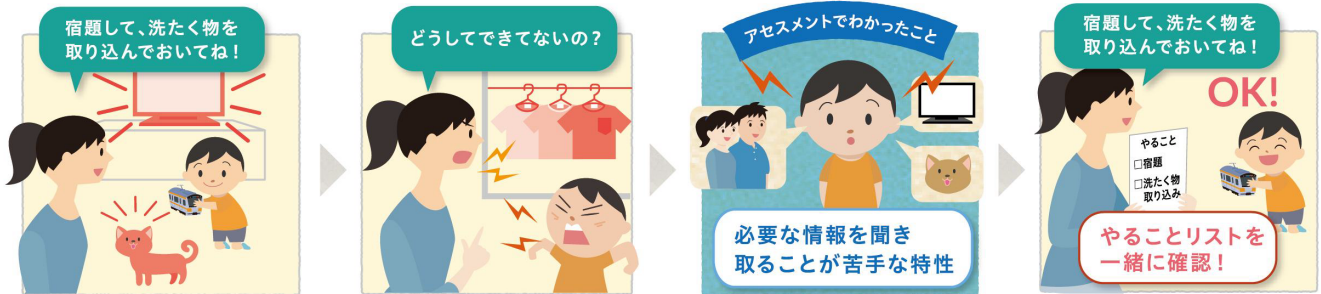 宿題して、洗たく物を
取り込んでおいてね！
どうしてできてないの？
アセスメントでわかったこと
必要な情報を聞き
取ることが苦手な特性
宿題して、洗たく物を
取り込んでおいてね！
OK!
やること
□宿題
□洗たく物
取り込み
やることリストを
一緒に確認！